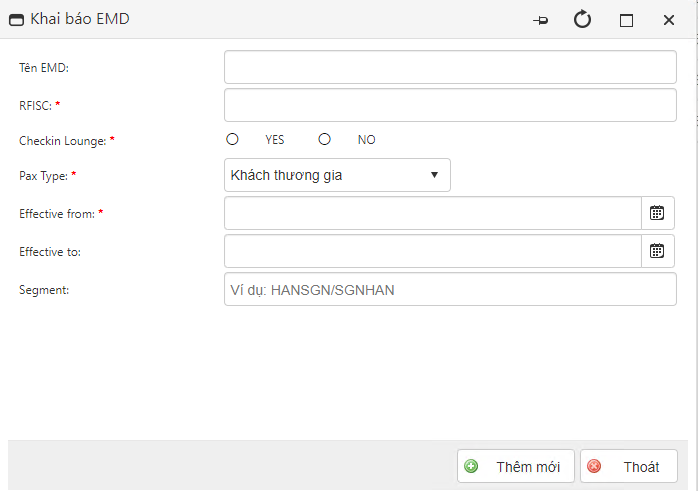 Khai báo EMD
Tên EMD:
RFISC: *
Checkin Lounge: * YES NO
Pax Type: * Khách thương gia
Effective from: *
Effective to:
Segment: Ví dụ: HANSGN/SGNHAN
Thêm mới Thoát